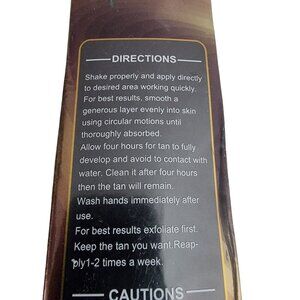 DIRECTIONS
Shake properly and apply directly
to desired area working quickly.
For best results, smooth a
generous layer evenly into skin
using circular motions until
thoroughly absorbed.
Allow four hours for tan to fully
develop and avoid to contact with
water. Clean it after four hours
then the tan will remain.
Wash hands immediately after
use.
For best results exfoliate first.
Keep the tan you want.Reap-
ply1-2 times a week.
CAUTIONS